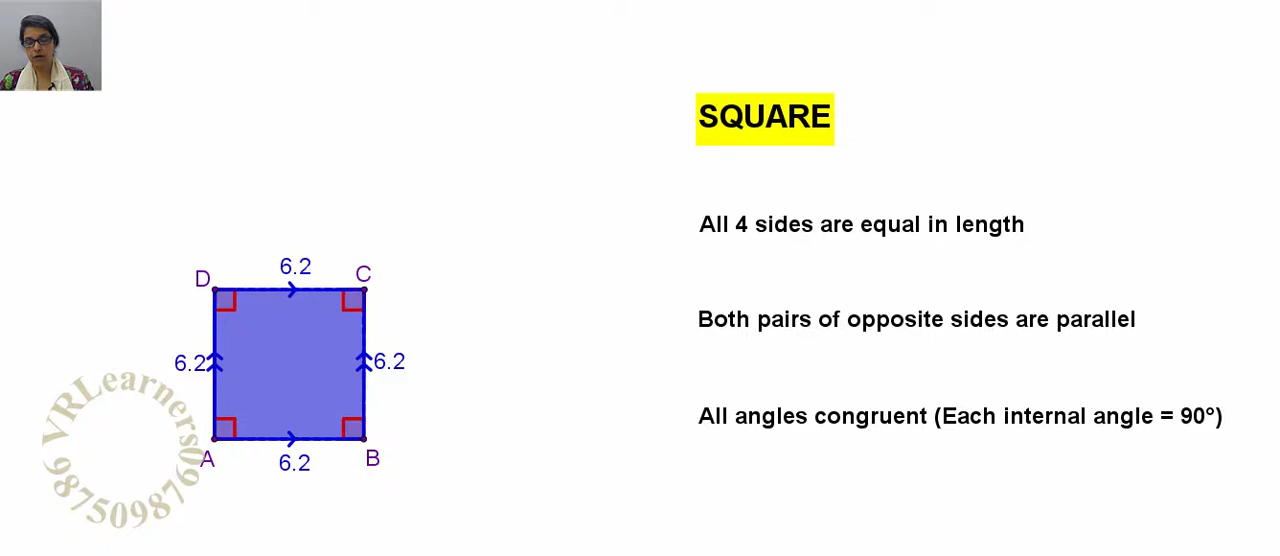 SQUARE
All 4 sides are equal in length
6.2
D
C
Both pairs of opposite sides are parallel
6.2
6.2
All angles congruent (Each internal angle = 90°)
A
6.2
B
VRLearners
9875098760